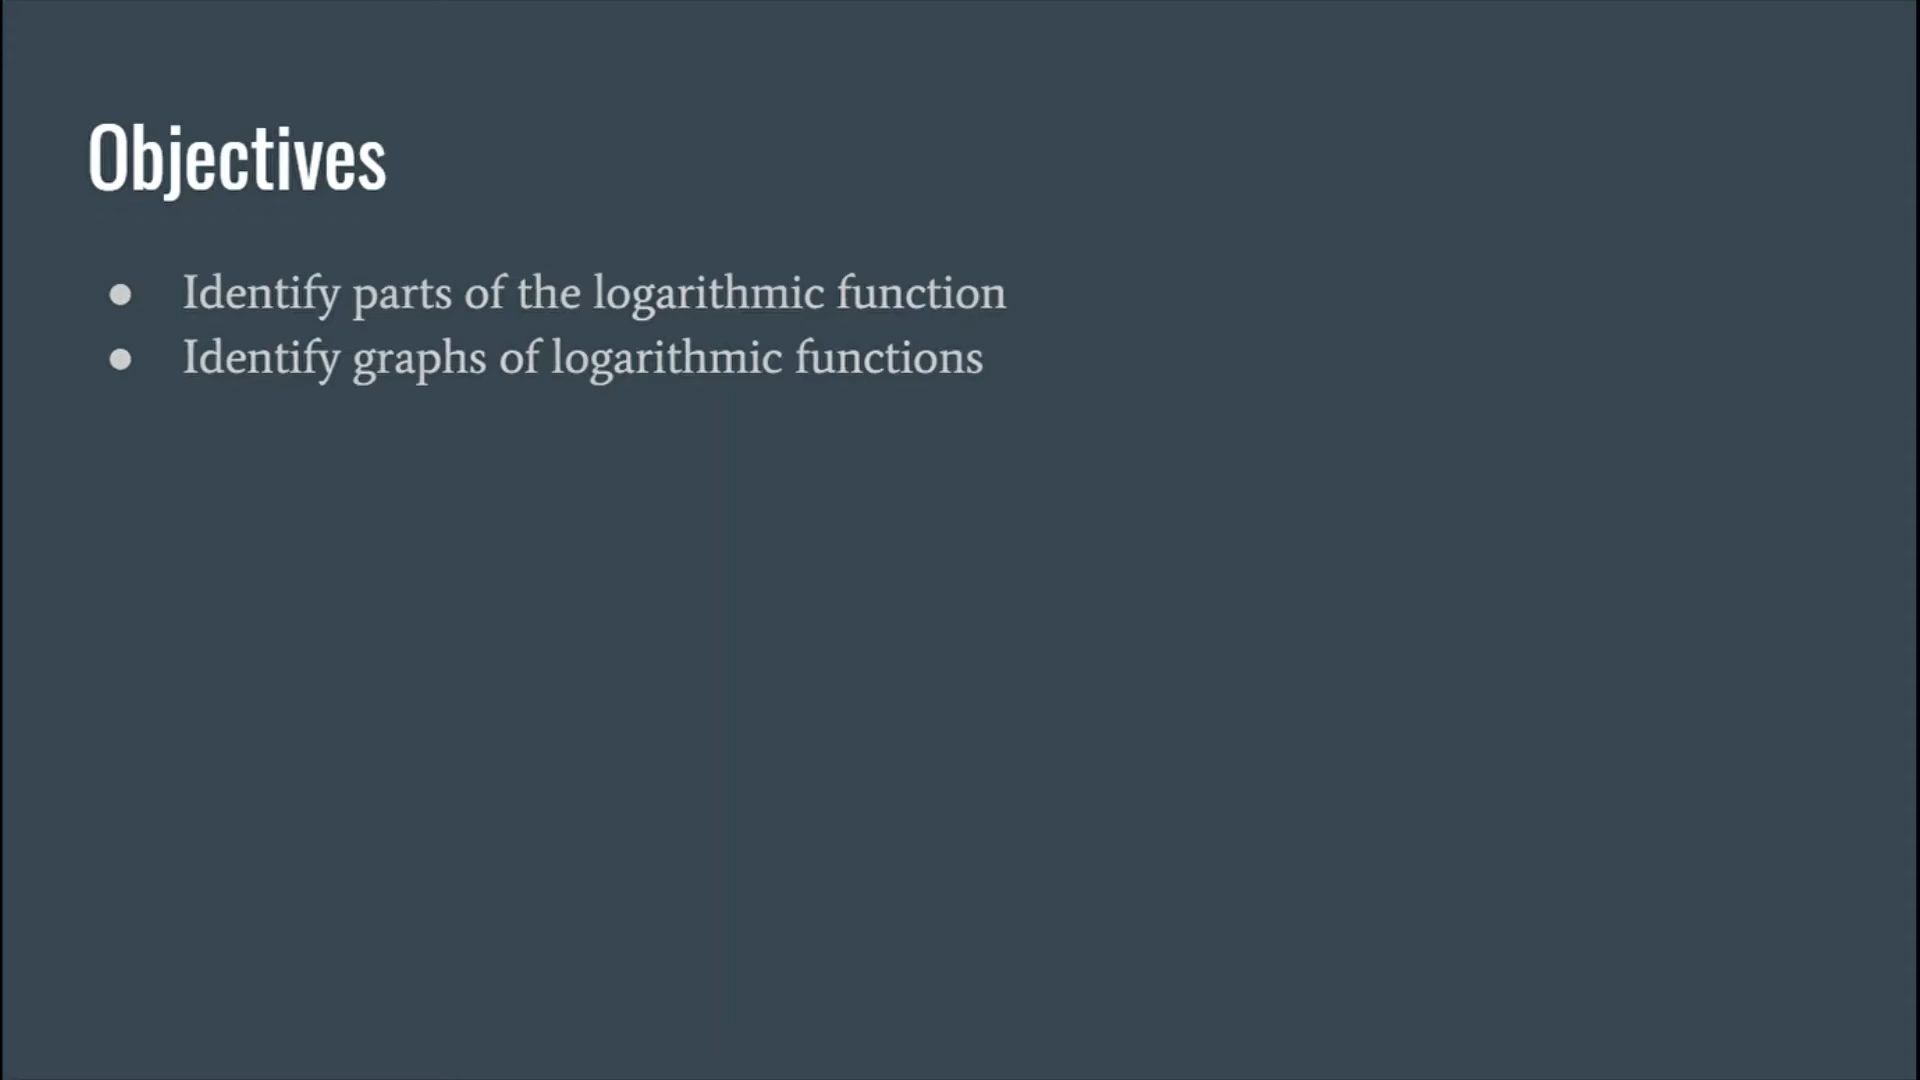 Objectives
● Identify parts of the logarithmic function
● Identify graphs of logarithmic functions